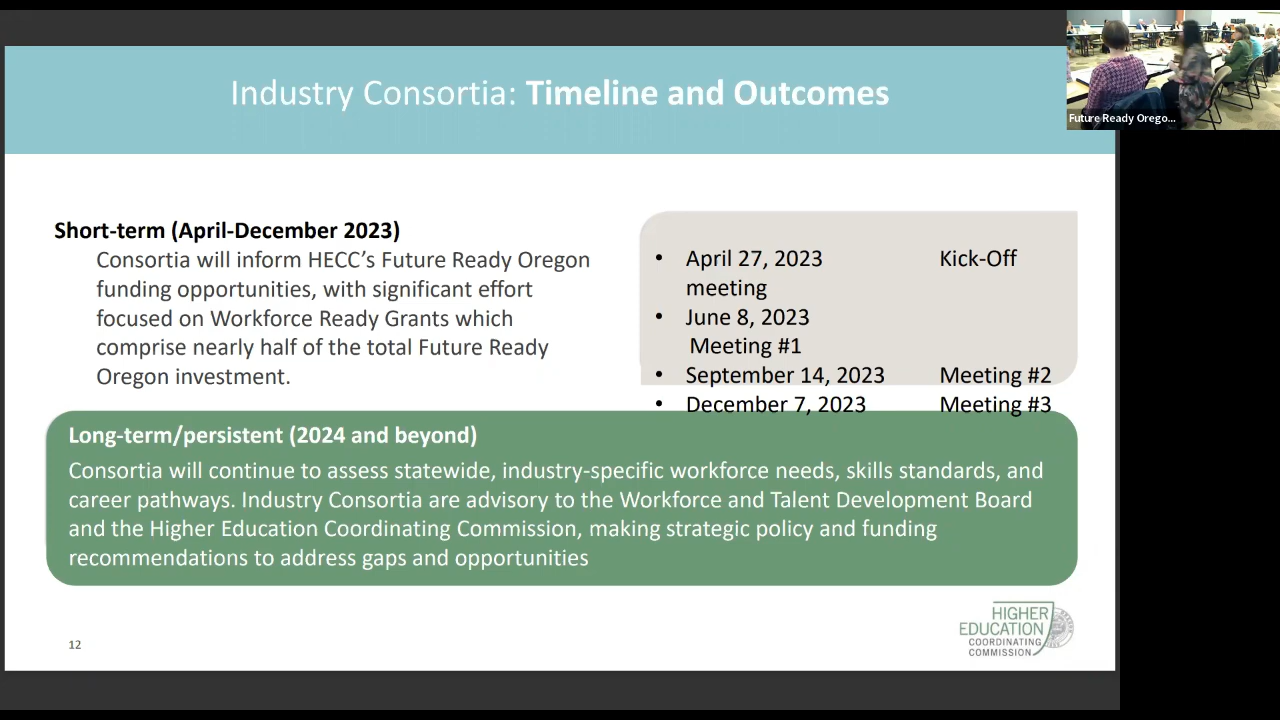 Industry Consortia: Timeline and Outcomes
Future Ready Orego...
Short-term (April-December 2023)
Consortia will inform HECC's Future Ready Oregon
funding opportunities, with significant effort
focused on Workforce Ready Grants which
comprise nearly half of the total Future Ready
Oregon investment.
• April 27, 2023 Kick-Off
meeting
• June 8, 2023
Meeting #1
• September 14, 2023 Meeting #2
• December 7, 2023 Meeting #3
Long-term/persistent (2024 and beyond)
Consortia will continue to assess statewide, industry-specific workforce needs, skills standards, and
career pathways. Industry Consortia are advisory to the Workforce and Talent Development Board
and the Higher Education Coordinating Commission, making strategic policy and funding
recommendations to address gaps and opportunities
12
HIGHER
EDUCATION
COORDINATING
COMMISSION